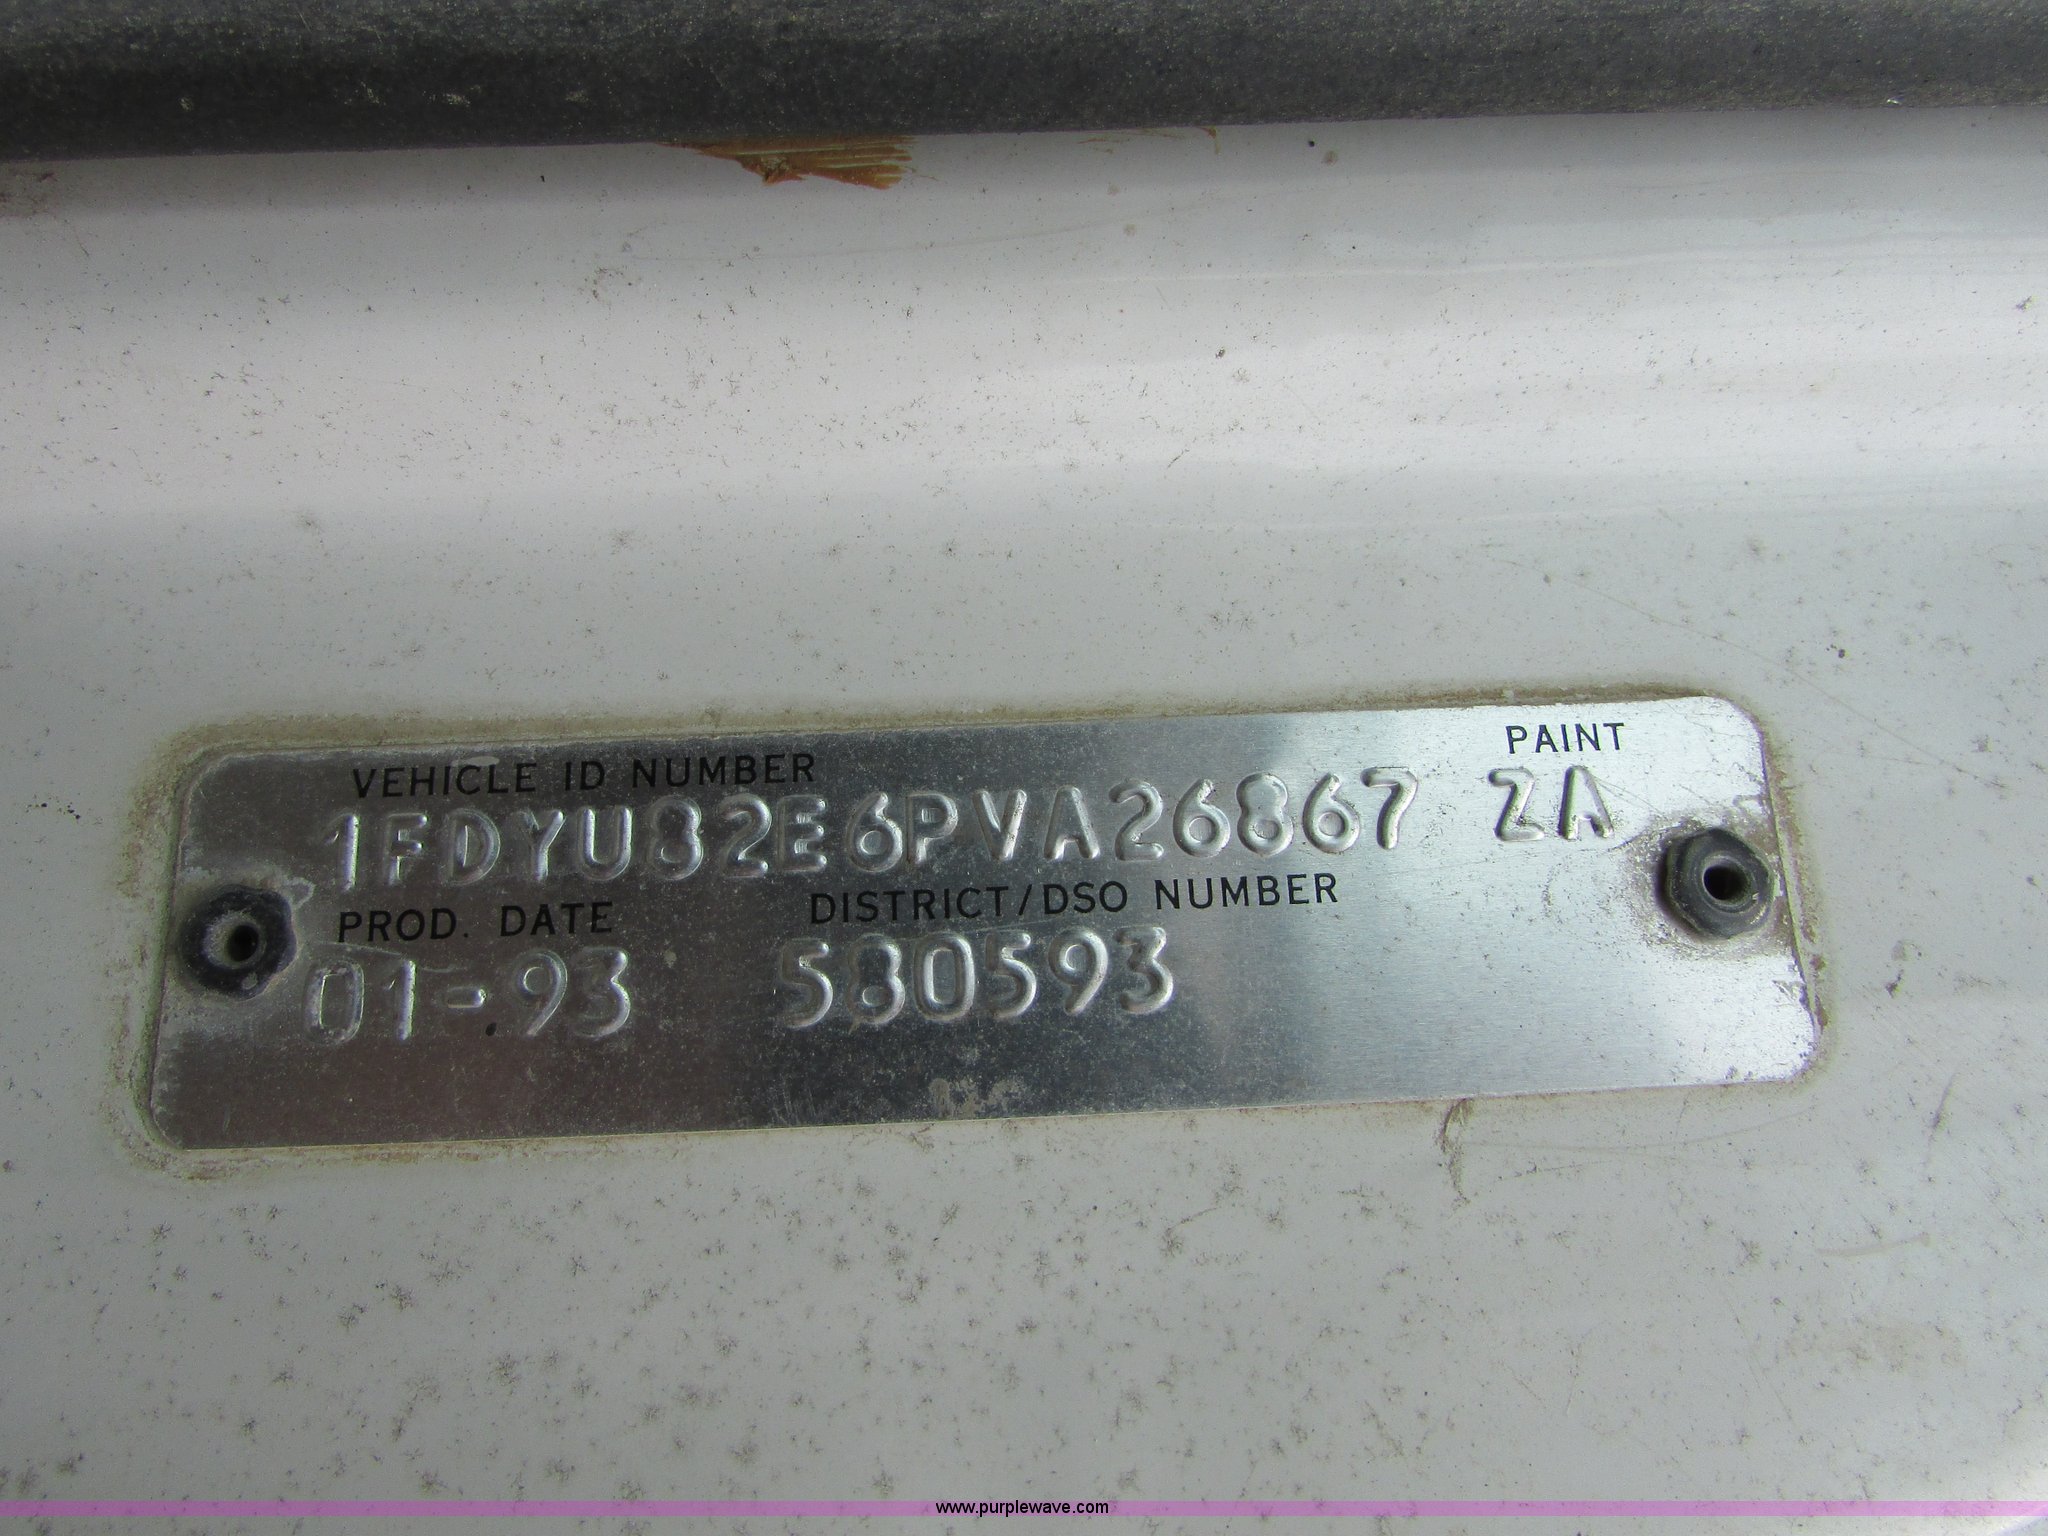 PAINT
VEHICLE ID NUMBER
1FDYU82E6PVA26867 ZA
PROD. DATE DISTRICT/DSO NUMBER
01-93 580593
www.purplewave.com